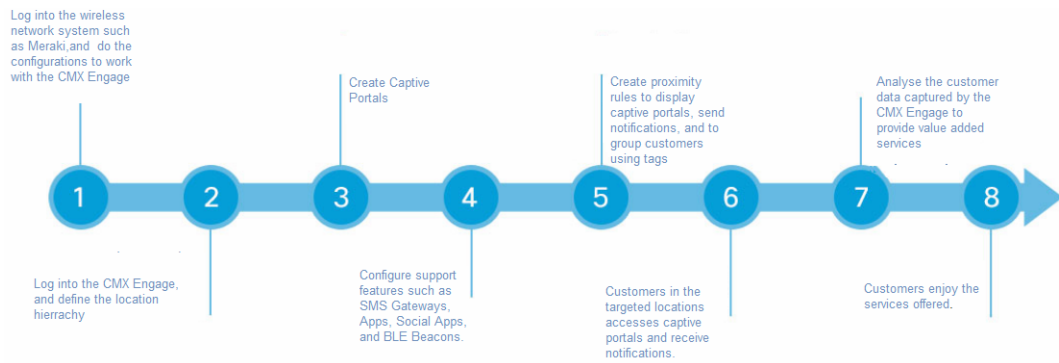 Log into the wireless
network system such
as Meraki,and  do the
configurations to work
with the CMX Engage
Create Captive
Portals
Create proximity
rules to display
captive portals, send
notifications, and to
group customers
using tags
Analyse the customer
data captured by the
CMX Engage to
provide value added
services
1
2
3
4
5
6
7
8
Log into the CMX Engage,
and define the location
hierrachy
Configure support
features such as
SMS Gateways,
Apps, Social Apps,
and BLE Beacons.
Customers in the
targeted locations
accesses captive
portals and receive
notifications.
Customers enjoy the
services offered.